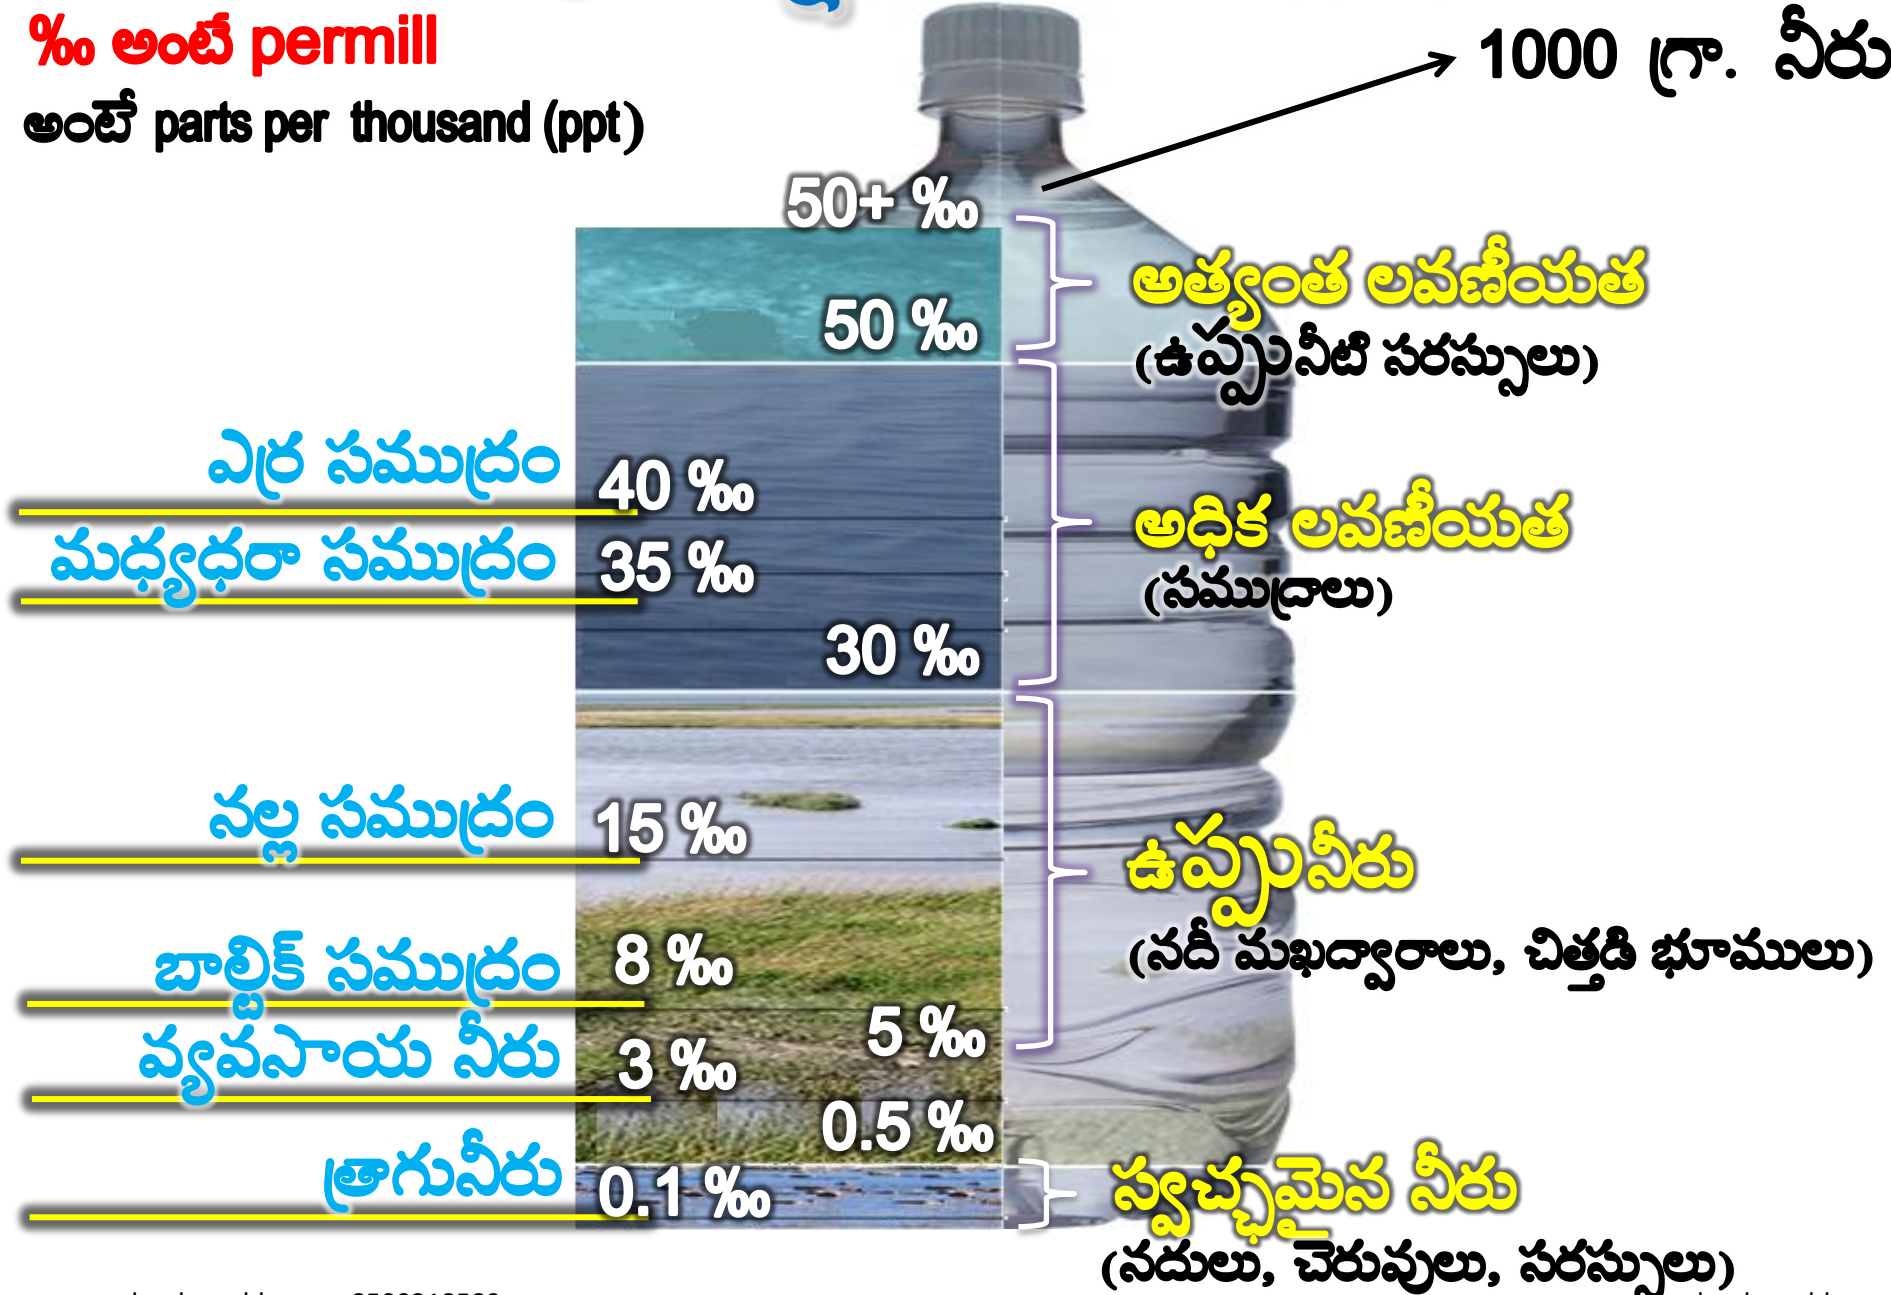 ‰ అంటే permill
అంటే parts per thousand (ppt)
1000 గ్రా. నీరు
50+ ‰
అత్యంత లవణీయత
50 ‰
(ఉప్పునీటి సరస్సులు)
ఎర్ర సముద్రం 40 ‰
అధిక లవణీయత
మధ్యధరా సముద్రం 35 ‰
(సముద్రాలు)
30 ‰
నల్ల సముద్రం 15 ‰
ఉప్పునీరు
(నదీ మఖద్వారాలు, చిత్తడి భూములు)
బాల్టిక్ సముద్రం 8 ‰
5 ‰
వ్యవసాయ నీరు 3 ‰
0.5 ‰
త్రాగునీరు 0.1 ‰
స్వచ్ఛమైన నీరు
(నదులు, చెరువులు, సరస్సులు)